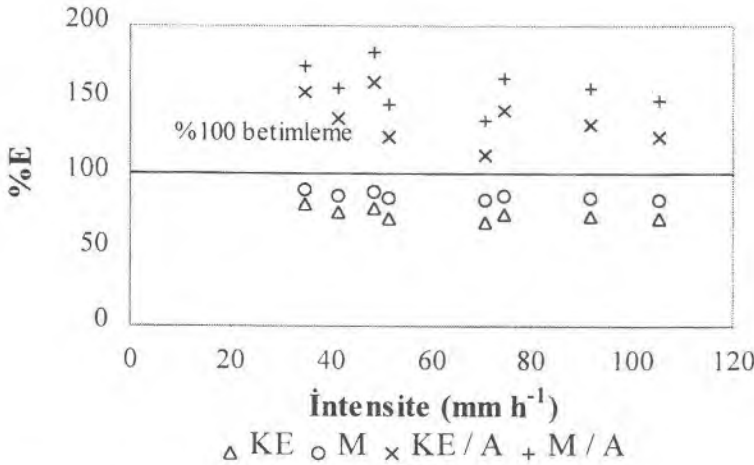 200
150
%100 betimleme
100
%E
50
0
0 20 40 60 80 100 120
İntensite (mm h⁻¹)
△ KE ○ M × KE / A + M / A